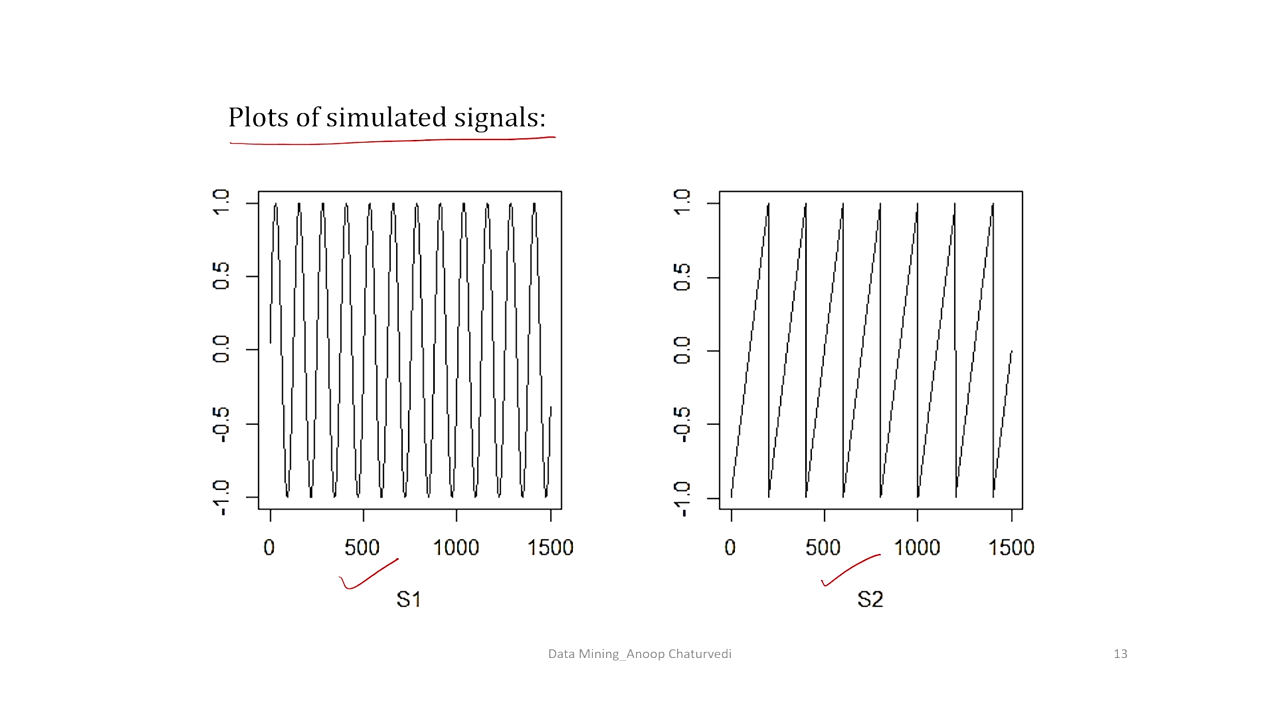 Plots of simulated signals:
1.0
0.5
0.0
-0.5
-1.0
0 500 1000 1500
S1
1.0
0.5
0.0
-0.5
-1.0
0 500 1000 1500
S2
Data Mining_Anoop Chaturvedi
13